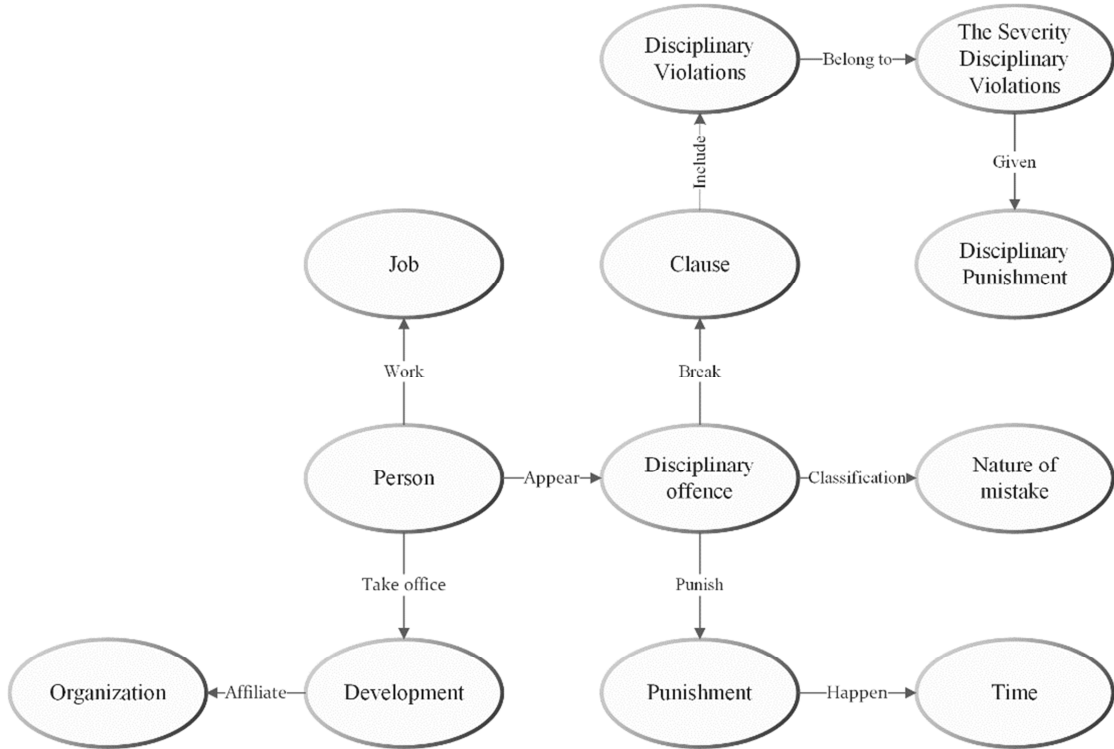 Disciplinary
Violations
Belong to
The Severity
Disciplinary
Violations
Include
Given
Job
Clause
Disciplinary
Punishment
Work
Break
Person
Appear
Disciplinary
offence
Classification
Nature of
mistake
Take office
Punish
Organization
Affiliate
Development
Punishment
Happen
Time